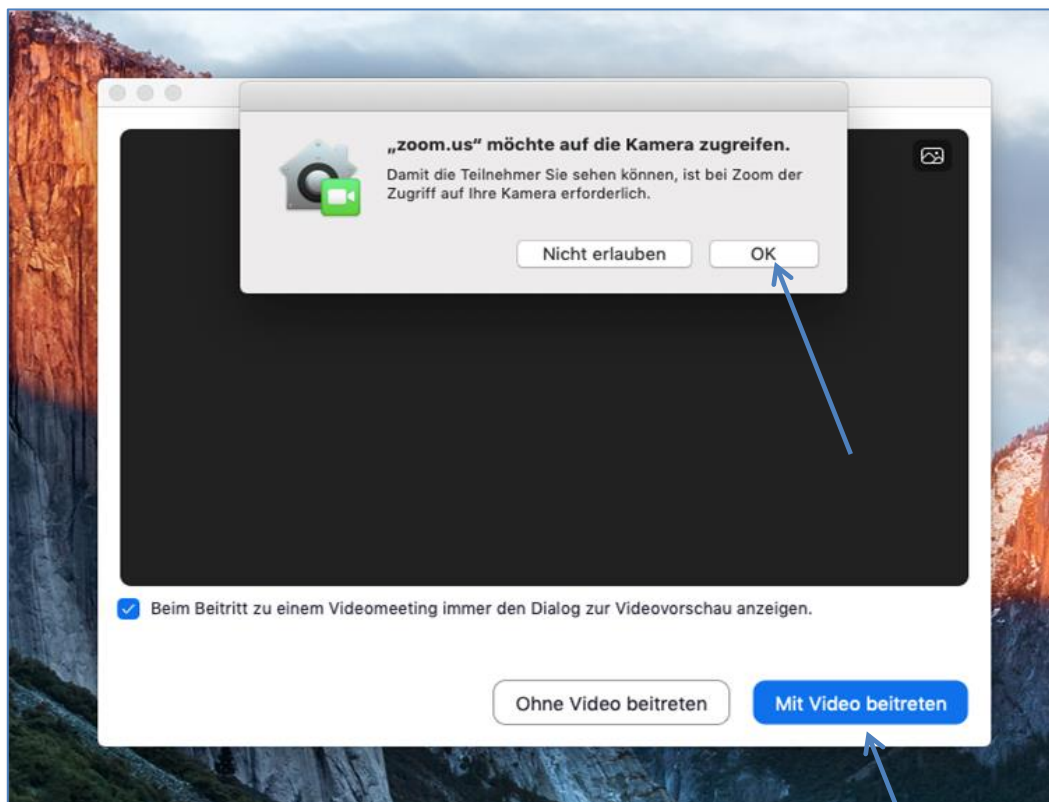 „zoom.us“ möchte auf die Kamera zugreifen.
Damit die Teilnehmer Sie sehen können, ist bei Zoom der
Zugriff auf Ihre Kamera erforderlich.
Nicht erlauben
OK
Beim Beitritt zu einem Videomeeting immer den Dialog zur Videovorschau anzeigen.
Ohne Video beitreten
Mit Video beitreten